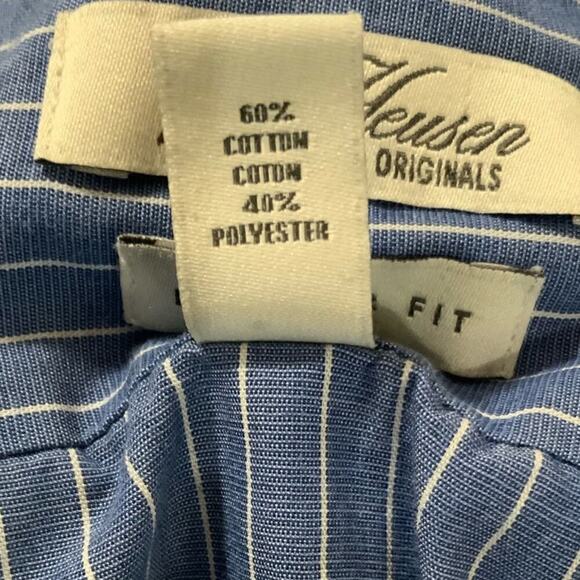 Heusen
ORIGINALS
60%
COTTON
COTON
40%
POLYESTER
FIT